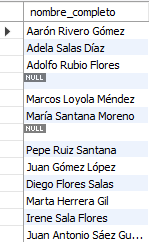 nombre_completo
Aarón Rivero Gómez
Adela Salas Díaz
Adolfo Rubio Flores
NULL
Marcos Loyola Méndez
María Santana Moreno
NULL
Pepe Ruiz Santana
Juan Gómez López
Diego Flores Salas
Marta Herrera Gil
Irene Sala Flores
Juan Antonio Sáez Gu...